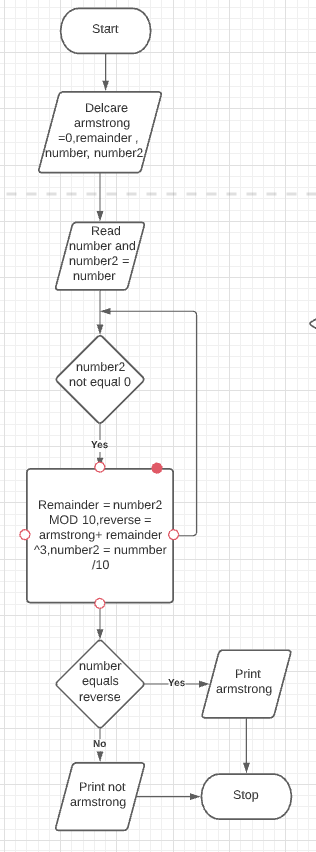 Start
Delcare
armstrong
=0,remainder ,
number, number2
Read
number and
number2 =
number
number2
not equal 0
Yes
Remainder = number2
MOD 10,reverse =
armstrong+ remainder
^3,number2 = nummber
/10
number
equals
reverse
Yes
Print
armstrong
No
Print not
armstrong
Stop